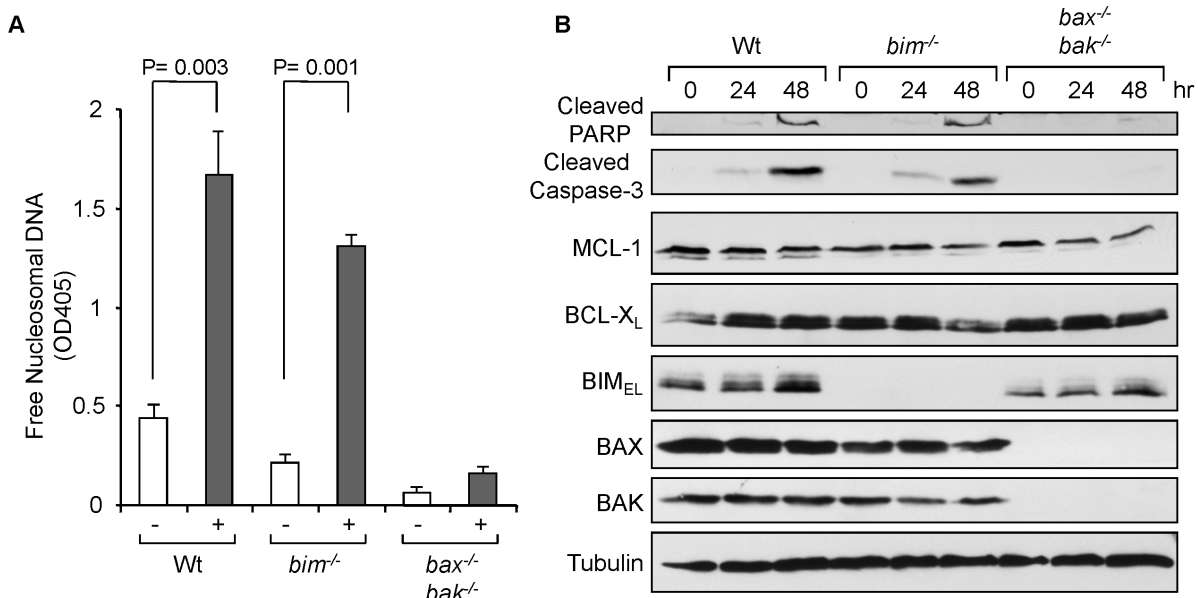 A
P= 0.003 P= 0.001
2
1.5
1
0.5
0
Free Nucleosomal DNA
(OD405)
- + - + - +
Wt bim-/- bax-/-
bak-/-
B
Wt bim-/- bax-/-
bak-/-
0 24 48 0 24 48 0 24 48 hr
Cleaved
PARP
Cleaved
Caspase-3
MCL-1
BCL-XL
BIMEL
BAX
BAK
Tubulin